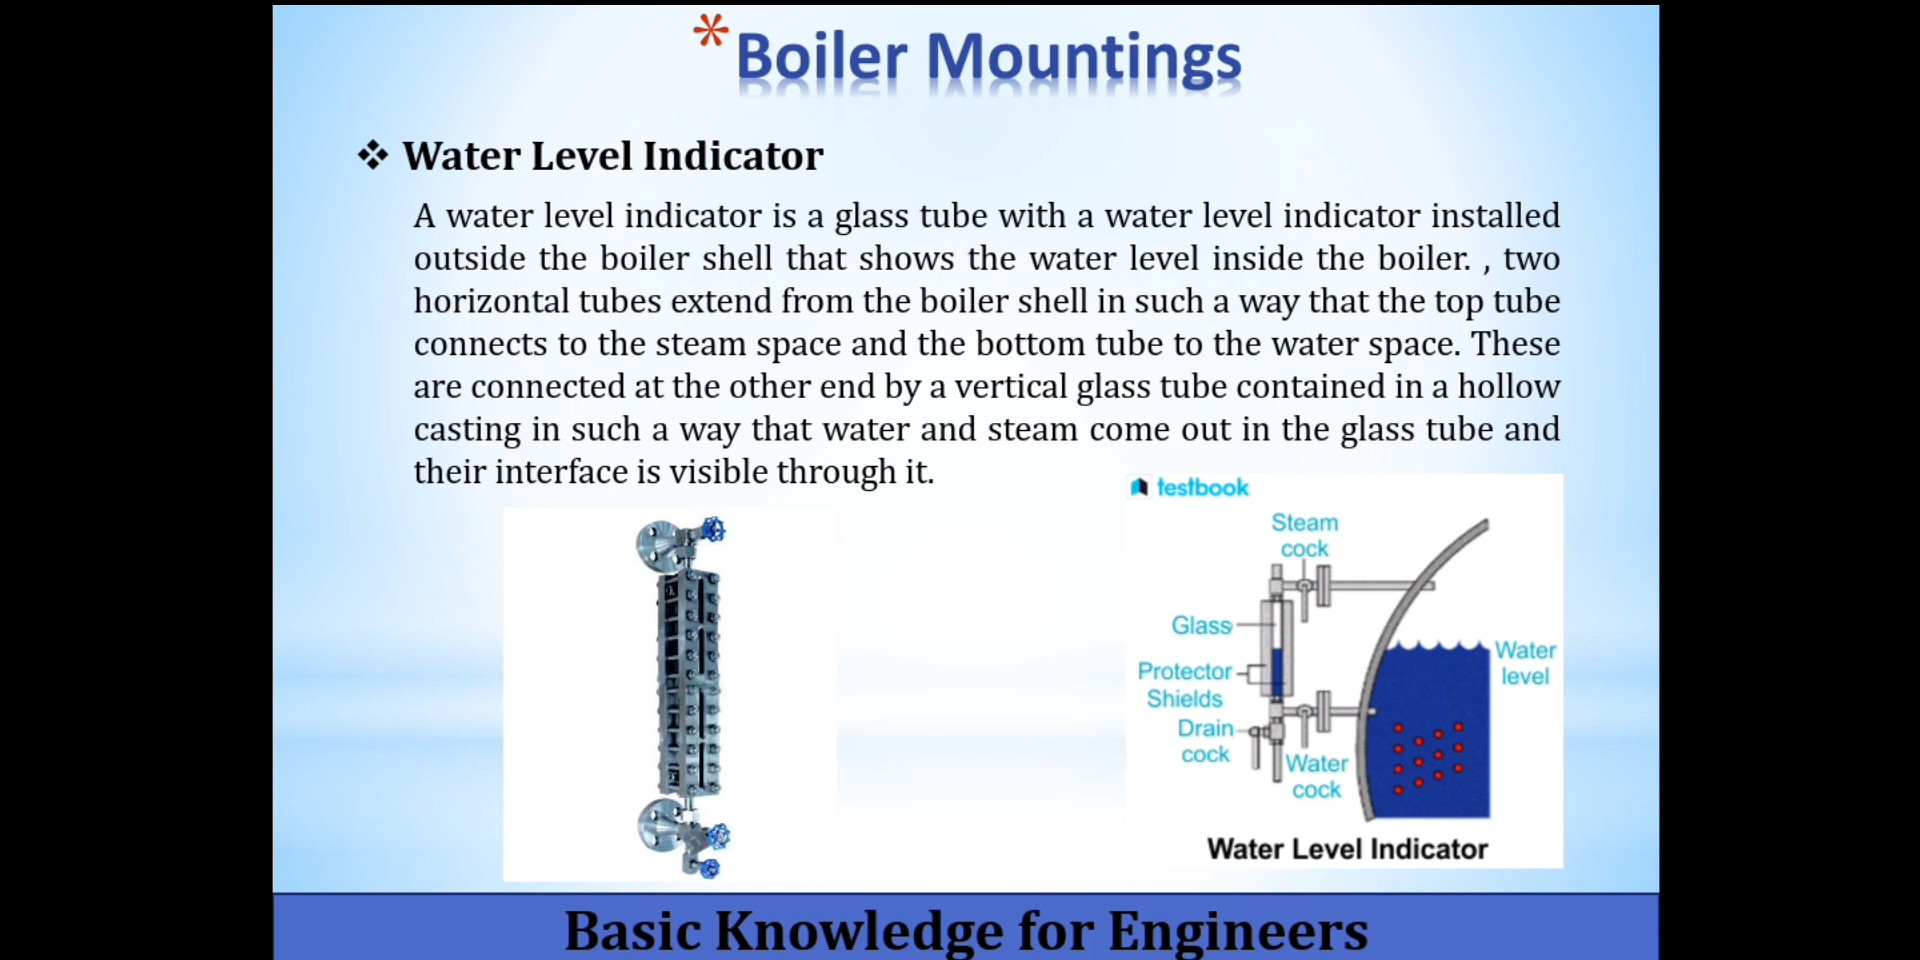 *Boiler Mountings
❖ Water Level Indicator
A water level indicator is a glass tube with a water level indicator installed
outside the boiler shell that shows the water level inside the boiler. , two
horizontal tubes extend from the boiler shell in such a way that the top tube
connects to the steam space and the bottom tube to the water space. These
are connected at the other end by a vertical glass tube contained in a hollow
casting in such a way that water and steam come out in the glass tube and
their interface is visible through it.
testbook
Steam
cock
Glass
Water
level
Protector
Shields
Drain
cock
Water
cock
Water Level Indicator
Basic Knowledge for Engineers